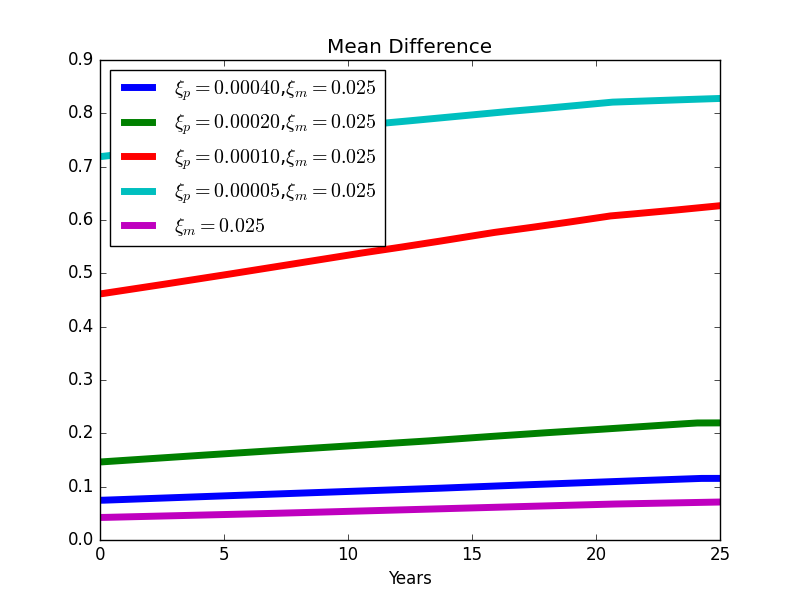 Mean Difference
0.9
0.8
0.7
0.6
0.5
0.4
0.3
0.2
0.1
0.0
ξₚ = 0.00040,ξₘ = 0.025
ξₚ = 0.00020,ξₘ = 0.025
ξₚ = 0.00010,ξₘ = 0.025
ξₚ = 0.00005,ξₘ = 0.025
ξₘ = 0.025
0 5 10 15 20 25
Years